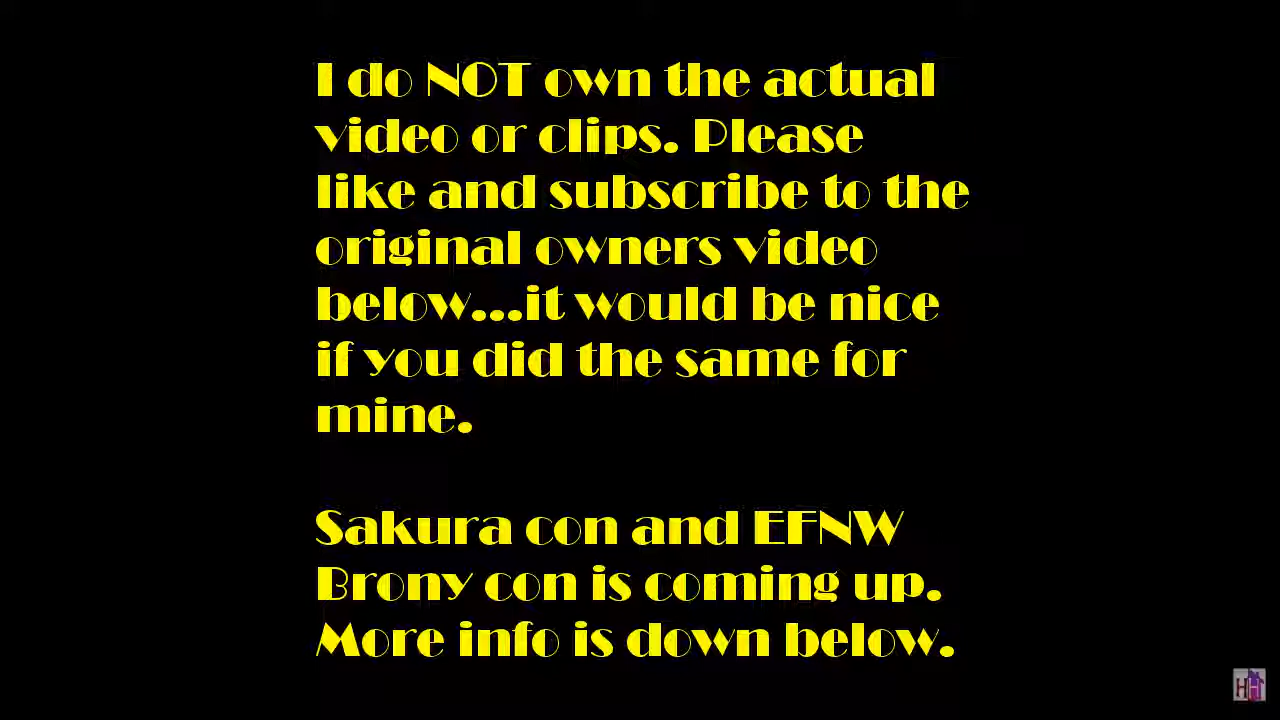 I do NOT own the actual
video or clips. Please
like and subscribe to the
original owners video
below...it would be nice
if you did the same for
mine.
Sakura con and EFNW
Brony con is coming up.
More info is down below.
HH